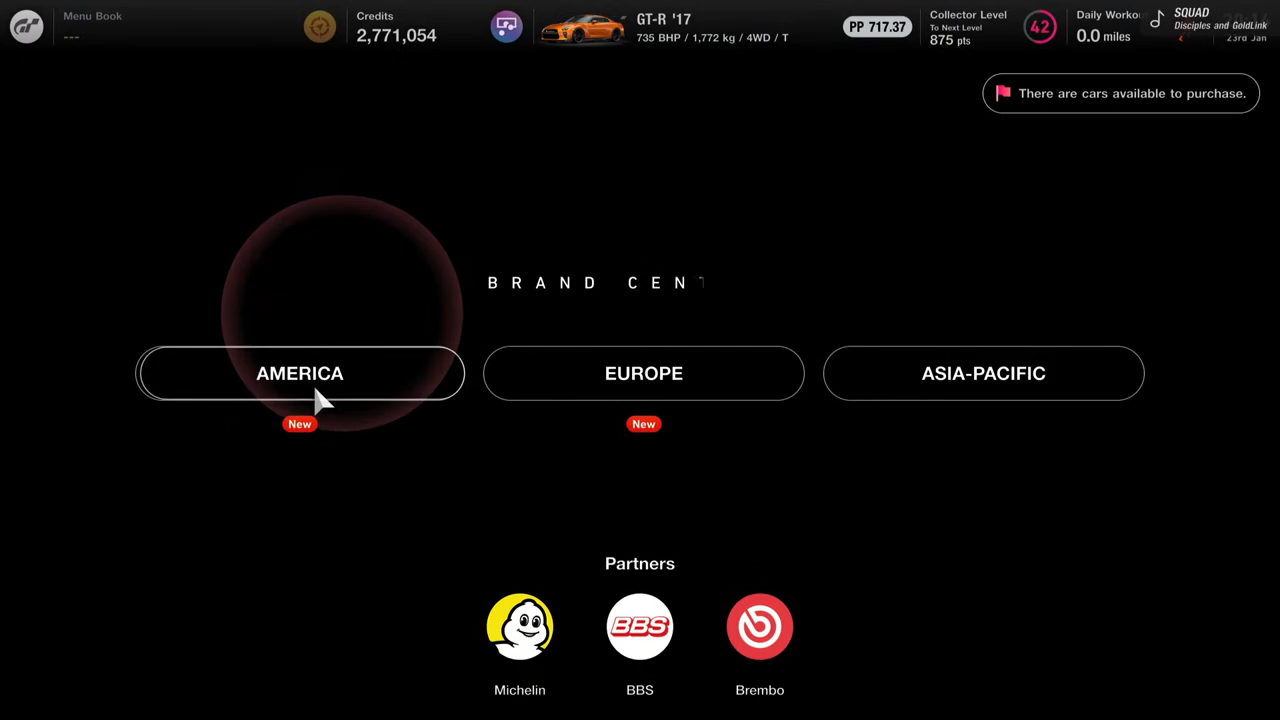 Menu Book
---
Credits
2,771,054
GT-R '17
735 BHP / 1,772 kg / 4WD / T
PP 717.37
Collector Level
To Next Level
875 pts
42
Daily Workou
0.0 miles
SQUAD
Disciples and GoldLink
23rd Jan
There are cars available to purchase.
BRAND CENT
AMERICA
EUROPE
ASIA-PACIFIC
New
New
Partners
BBS
Michelin
BBS
Brembo